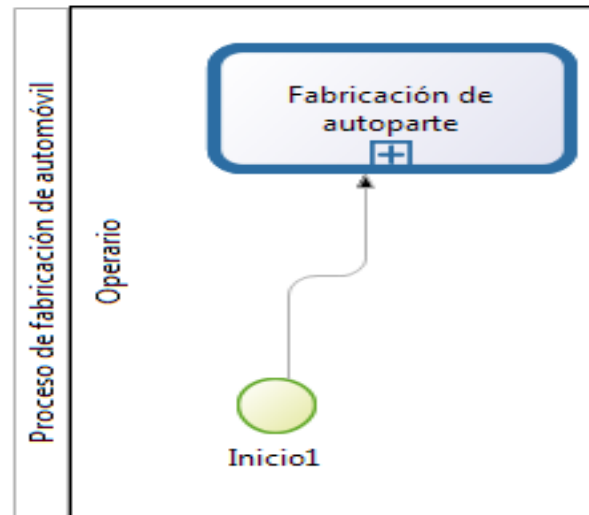 Proceso de fabricación de automóvil
Operario
Fabricación de
autoparte
Inicio1